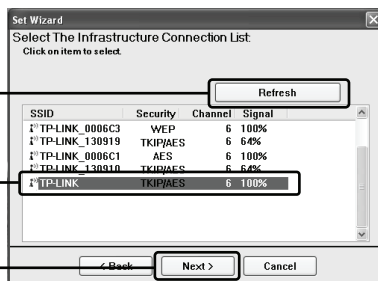 Set Wizard
Select The Infrastructure Connection List:
Click on item to select.
Refresh
SSID Security Channel Signal
TP-LINK_0006C3 WEP 6 100%
TP-LINK_130919 TKIP/AES 6 64%
TP-LINK_0006C1 AES 6 100%
TP-LINK_130910 TKIP/AES 6 64%
TP-LINK TKIP/AES 6 100%
< Back Next > Cancel